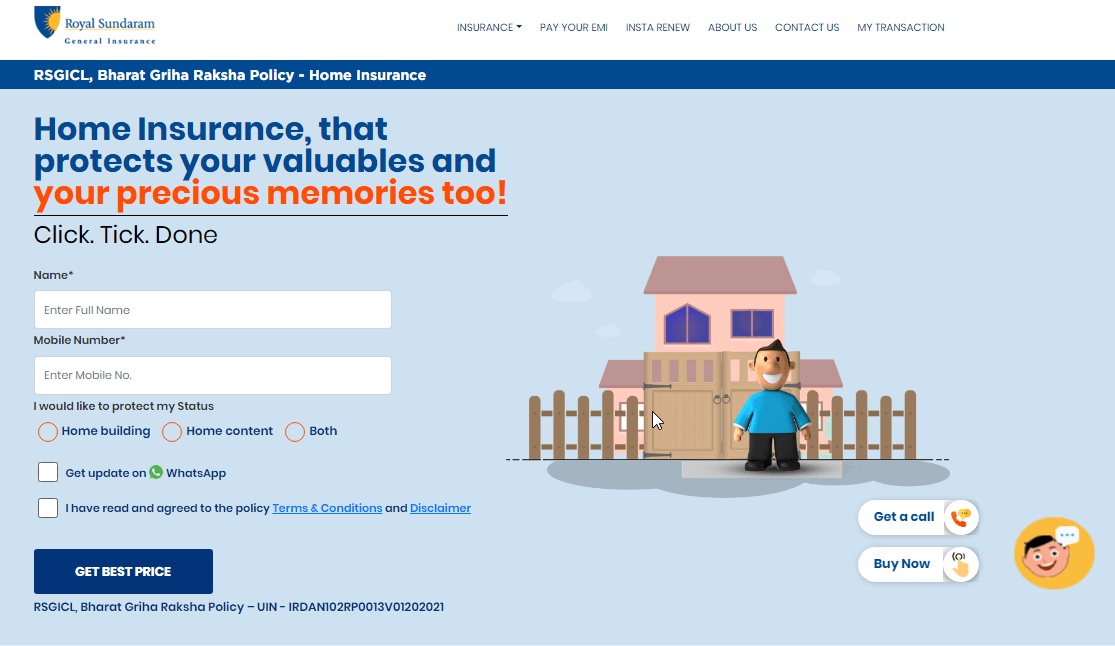 Royal Sundaram
General Insurance
INSURANCE PAY YOUR EMI INSTA RENEW ABOUT US CONTACT US MY TRANSACTION
RSGICL, Bharat Griha Raksha Policy - Home Insurance
Home Insurance, that
protects your valuables and
your precious memories too!
Click. Tick. Done
Name*
Enter Full Name
Mobile Number*
Enter Mobile No.
I would like to protect my Status
Home building Home content Both
Get update on WhatsApp
I have read and agreed to the policy Terms & Conditions and Disclaimer
Get a call
Buy Now
GET BEST PRICE
RSGICL, Bharat Griha Raksha Policy – UIN - IRDAN102RP0013V01202021